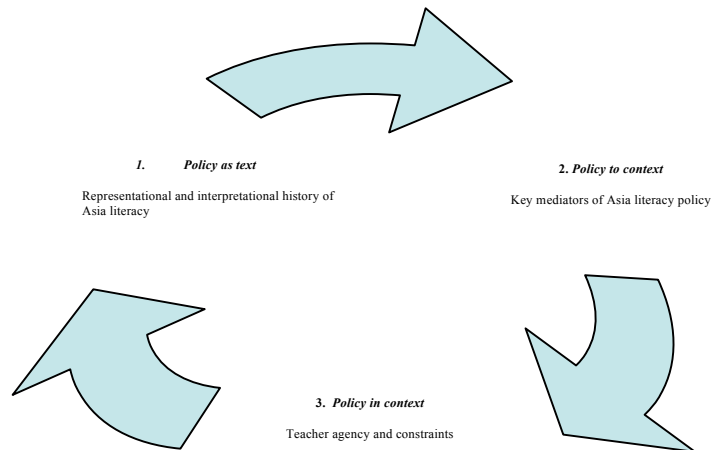 1. Policy as text
Representational and interpretational history of
Asia literacy
2. Policy to context
Key mediators of Asia literacy policy
3. Policy in context
Teacher agency and constraints